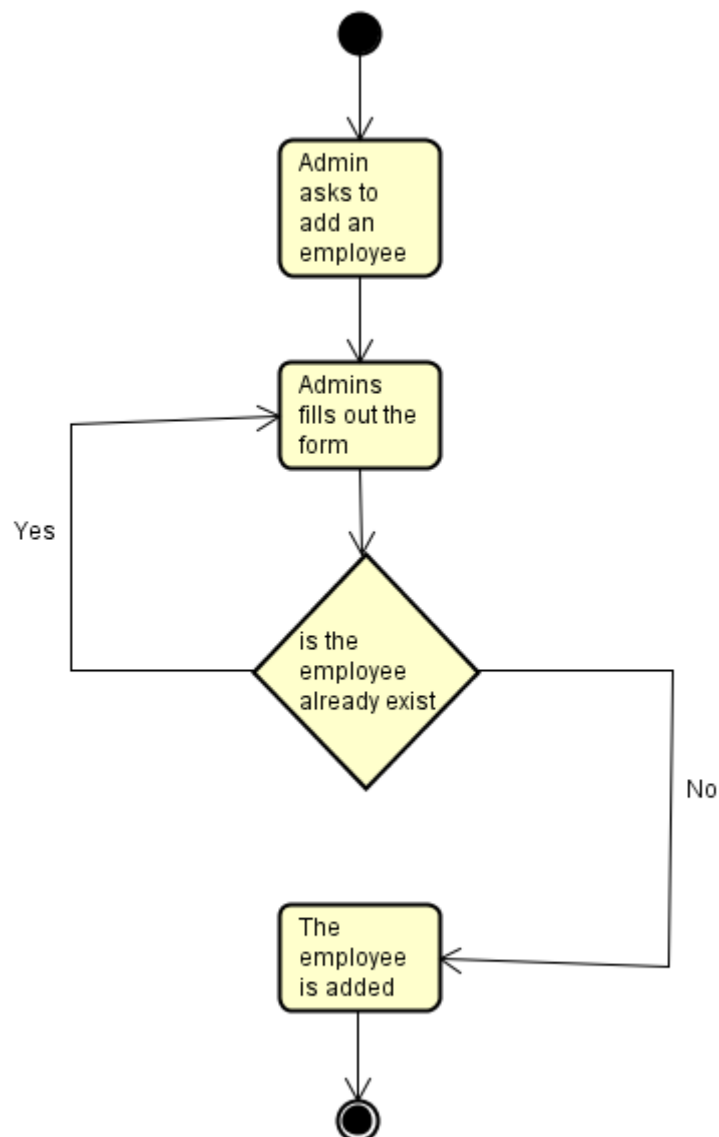 Admin
asks to
add an
employee
Admins
fills out the
form
Yes
is the
employee
already exist
No
The
employee
is added